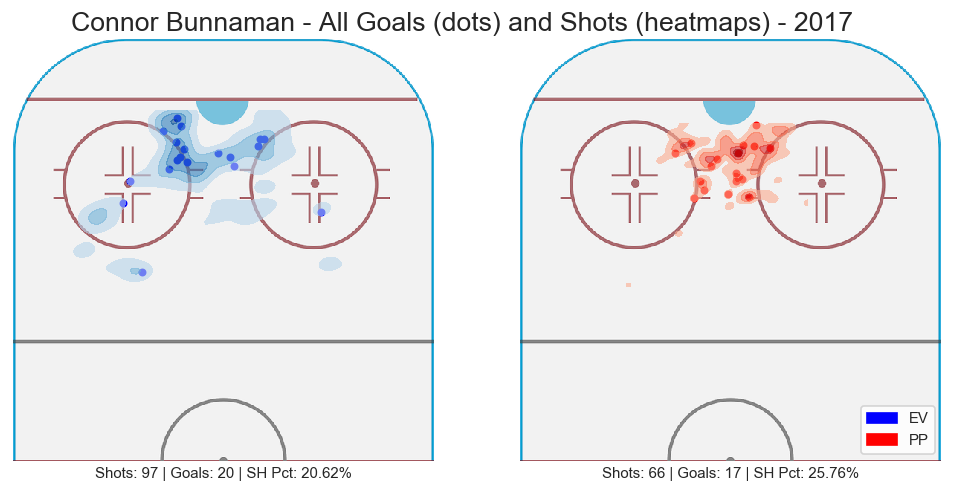 Connor Bunnaman - All Goals (dots) and Shots (heatmaps) - 2017
EV
PP
Shots: 97 | Goals: 20 | SH Pct: 20.62%
Shots: 66 | Goals: 17 | SH Pct: 25.76%